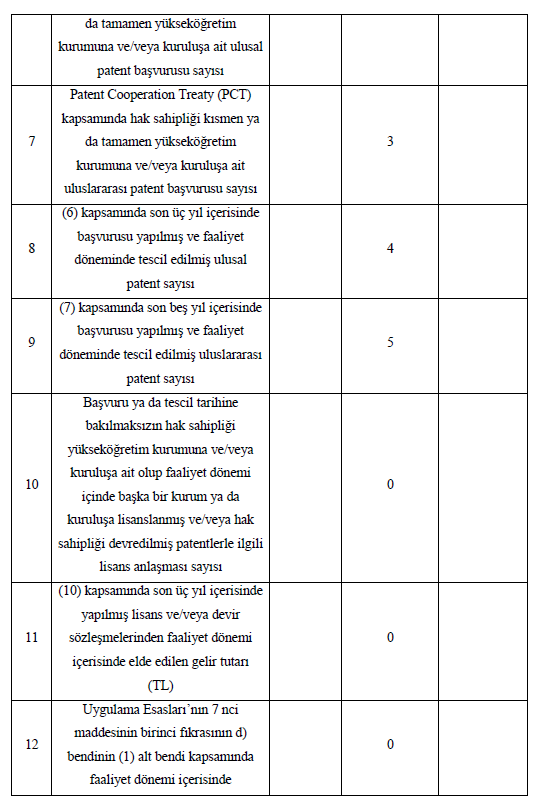 da tamamen yükseköğretim
kurumuna ve/veya kuruluşa ait ulusal
patent başvurusu sayısı
7
Patent Cooperation Treaty (PCT)
kapsamında hak sahipliği kısmen ya
da tamamen yükseköğretim
kurumuna ve/veya kuruluşa ait
uluslararası patent başvurusu sayısı
3
8
(6) kapsamında son üç yıl içerisinde
başvurusu yapılmış ve faaliyet
döneminde tescil edilmiş ulusal
patent sayısı
4
9
(7) kapsamında son beş yıl içerisinde
başvurusu yapılmış ve faaliyet
döneminde tescil edilmiş uluslararası
patent sayısı
5
10
Başvuru ya da tescil tarihine
bakılmaksızın hak sahipliği
yükseköğretim kurumuna ve/veya
kuruluşa ait olup faaliyet dönemi
içinde başka bir kurum ya da
kuruluşa lisanslanmış ve/veya hak
sahipliği devredilmiş patentlerle ilgili
lisans anlaşması sayısı
0
11
(10) kapsamında son üç yıl içerisinde
yapılmış lisans ve/veya devir
sözleşmelerinden faaliyet dönemi
içerisinde elde edilen gelir tutarı
(TL)
0
12
Uygulama Esasları’nın 7 nci
maddesinin birinci fıkrasının d)
bendinin (1) alt bendi kapsamında
faaliyet dönemi içerisinde
0